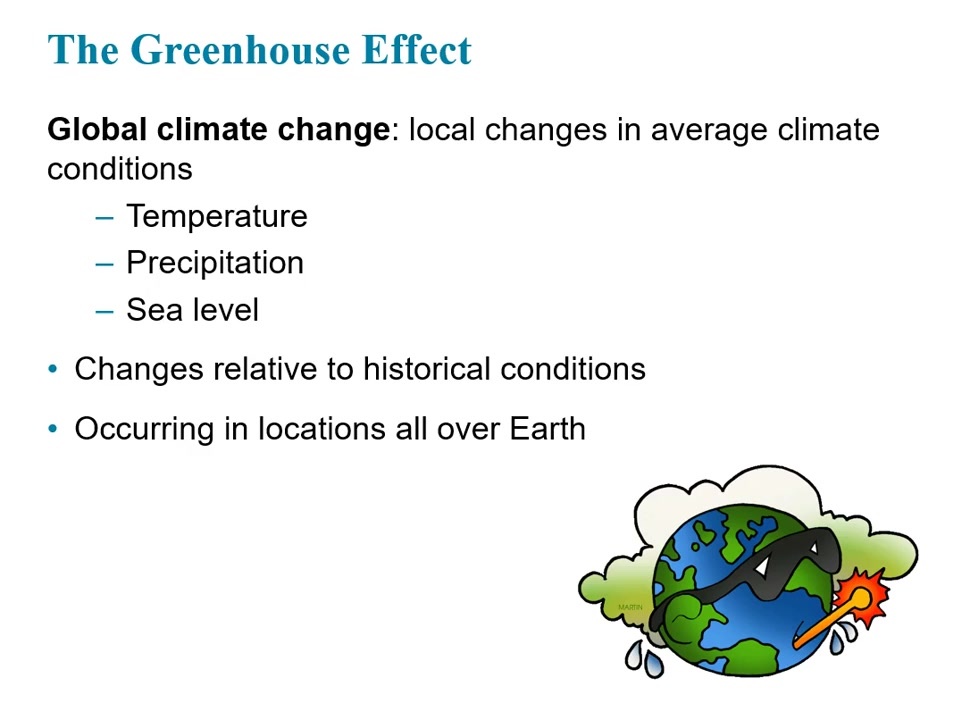 The Greenhouse Effect
Global climate change: local changes in average climate
conditions
– Temperature
– Precipitation
– Sea level
• Changes relative to historical conditions
• Occurring in locations all over Earth
MARTIN